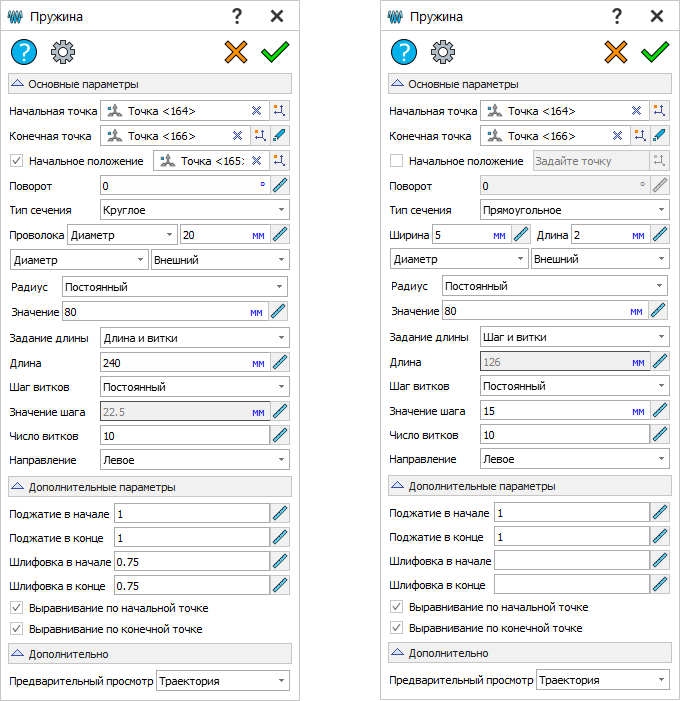 Пружина ?
?
Основные параметры
Начальная точка Точка <164>
Конечная точка Точка <166>
Начальное положение Точка <165>
Поворот 0 °
Тип сечения Круглое
Проволока Диаметр 20 мм
Диаметр Внешний
Радиус Постоянный
Значение 80 мм
Задание длины Длина и витки
Длина 240 мм
Шаг витков Постоянный
Значение шага 22.5 мм
Число витков 10
Направление Левое
Дополнительные параметры
Поджатие в начале 1
Поджатие в конце 1
Шлифовка в начале 0.75
Шлифовка в конце 0.75
Выравнивание по начальной точке
Выравнивание по конечной точке
Дополнительно
Предварительный просмотр Траектория
Пружина ?
?
Основные параметры
Начальная точка Точка <164>
Конечная точка Точка <166>
Начальное положение Задайте точку
Поворот 0 °
Тип сечения Прямоугольное
Ширина 5 мм Длина 2 мм
Диаметр Внешний
Радиус Постоянный
Значение 80 мм
Задание длины Шаг и витки
Длина 126 мм
Шаг витков Постоянный
Значение шага 15 мм
Число витков 10
Направление Левое
Дополнительные параметры
Поджатие в начале 1
Поджатие в конце 1
Шлифовка в начале
Шлифовка в конце
Выравнивание по начальной точке
Выравнивание по конечной точке
Дополнительно
Предварительный просмотр Траектория